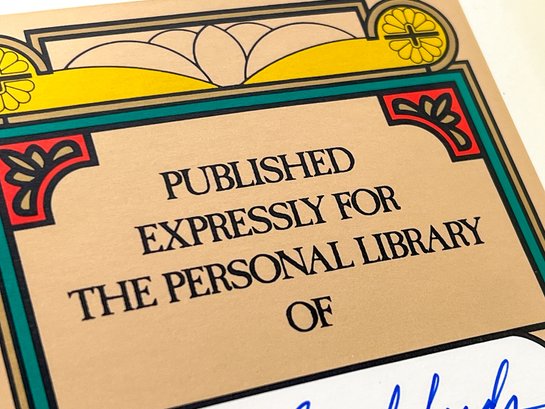 PUBLISHED
EXPRESSLY FOR
THE PERSONAL LIBRARY
OF